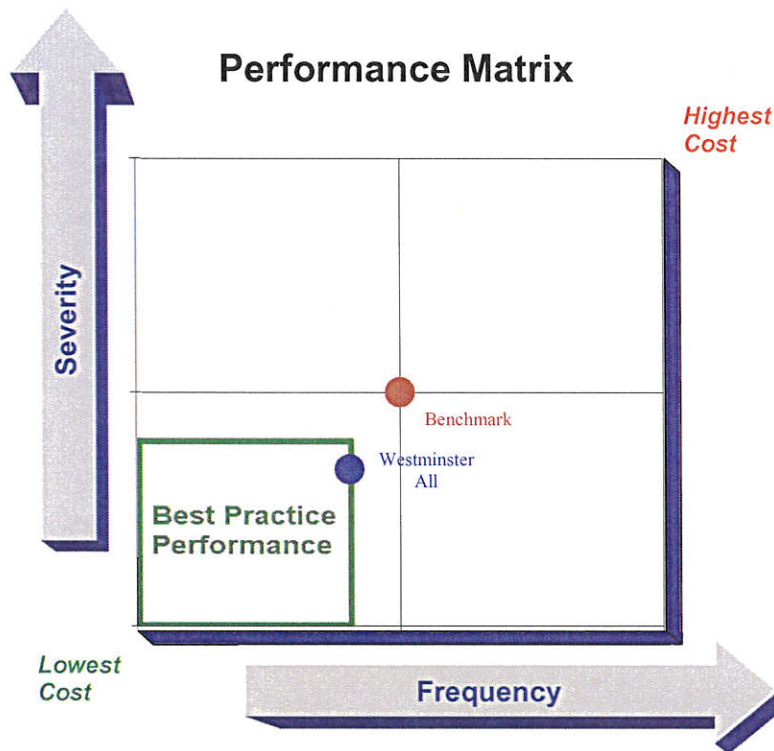 Performance Matrix
Highest
Cost
Severity
Benchmark
Westminster
All
Best Practice
Performance
Lowest
Cost
Frequency